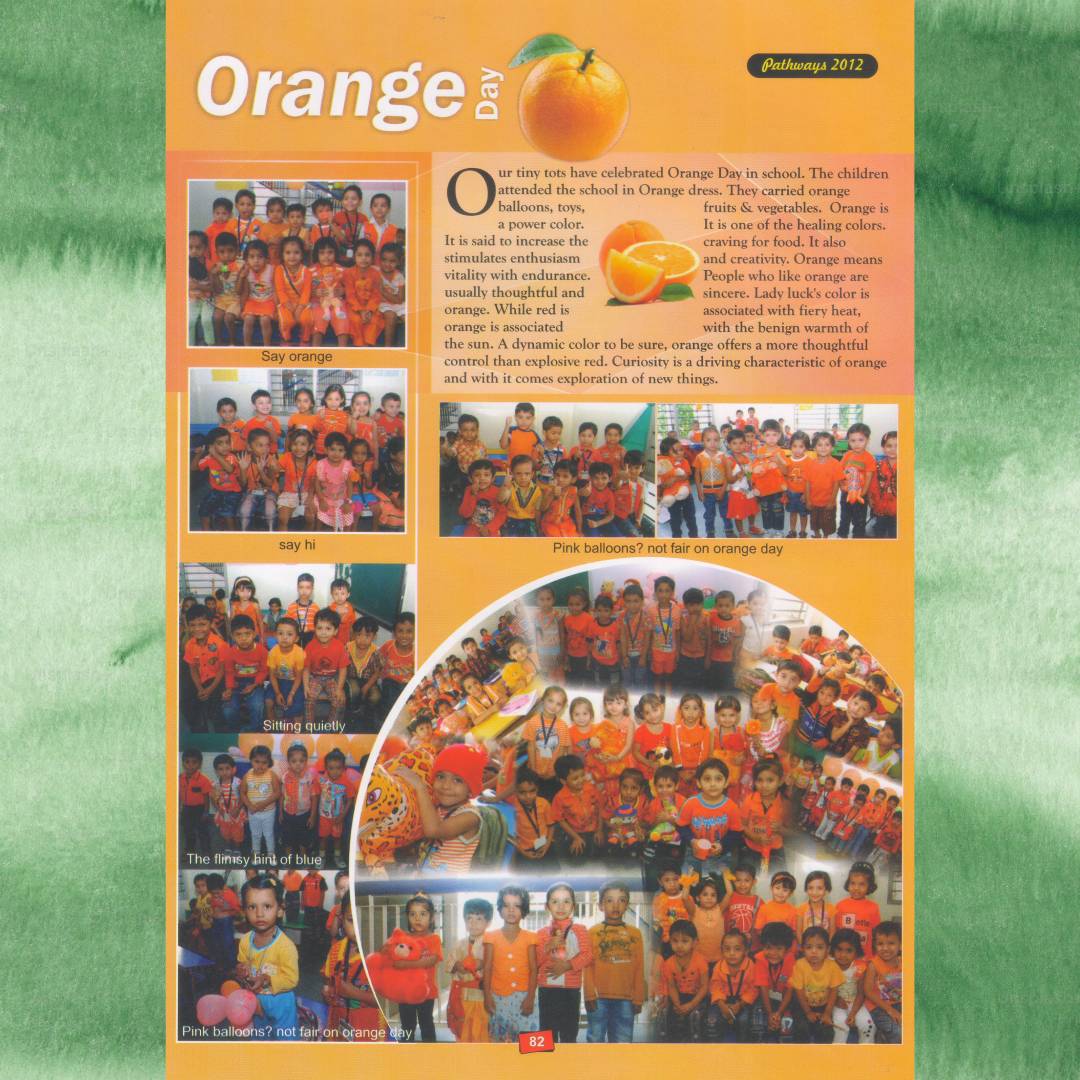 Orange Day
Pathways 2012
Our tiny tots have celebrated Orange Day in school. The children
attended the school in Orange dress. They carried orange
balloons, toys, fruits & vegetables. Orange is
a power color. It is one of the healing colors.
It is said to increase the craving for food. It also
stimulates enthusiasm and creativity. Orange means
vitality with endurance. People who like orange are
usually thoughtful and sincere. Lady luck's color is
orange. While red is associated with fiery heat,
orange is associated with the benign warmth of
the sun. A dynamic color to be sure, orange offers a more thoughtful
control than explosive red. Curiosity is a driving characteristic of orange
and with it comes exploration of new things.
Say orange
say hi
Pink balloons? not fair on orange day
Sitting quietly
The flimsy hint of blue
Pink balloons? not fair on orange day
82